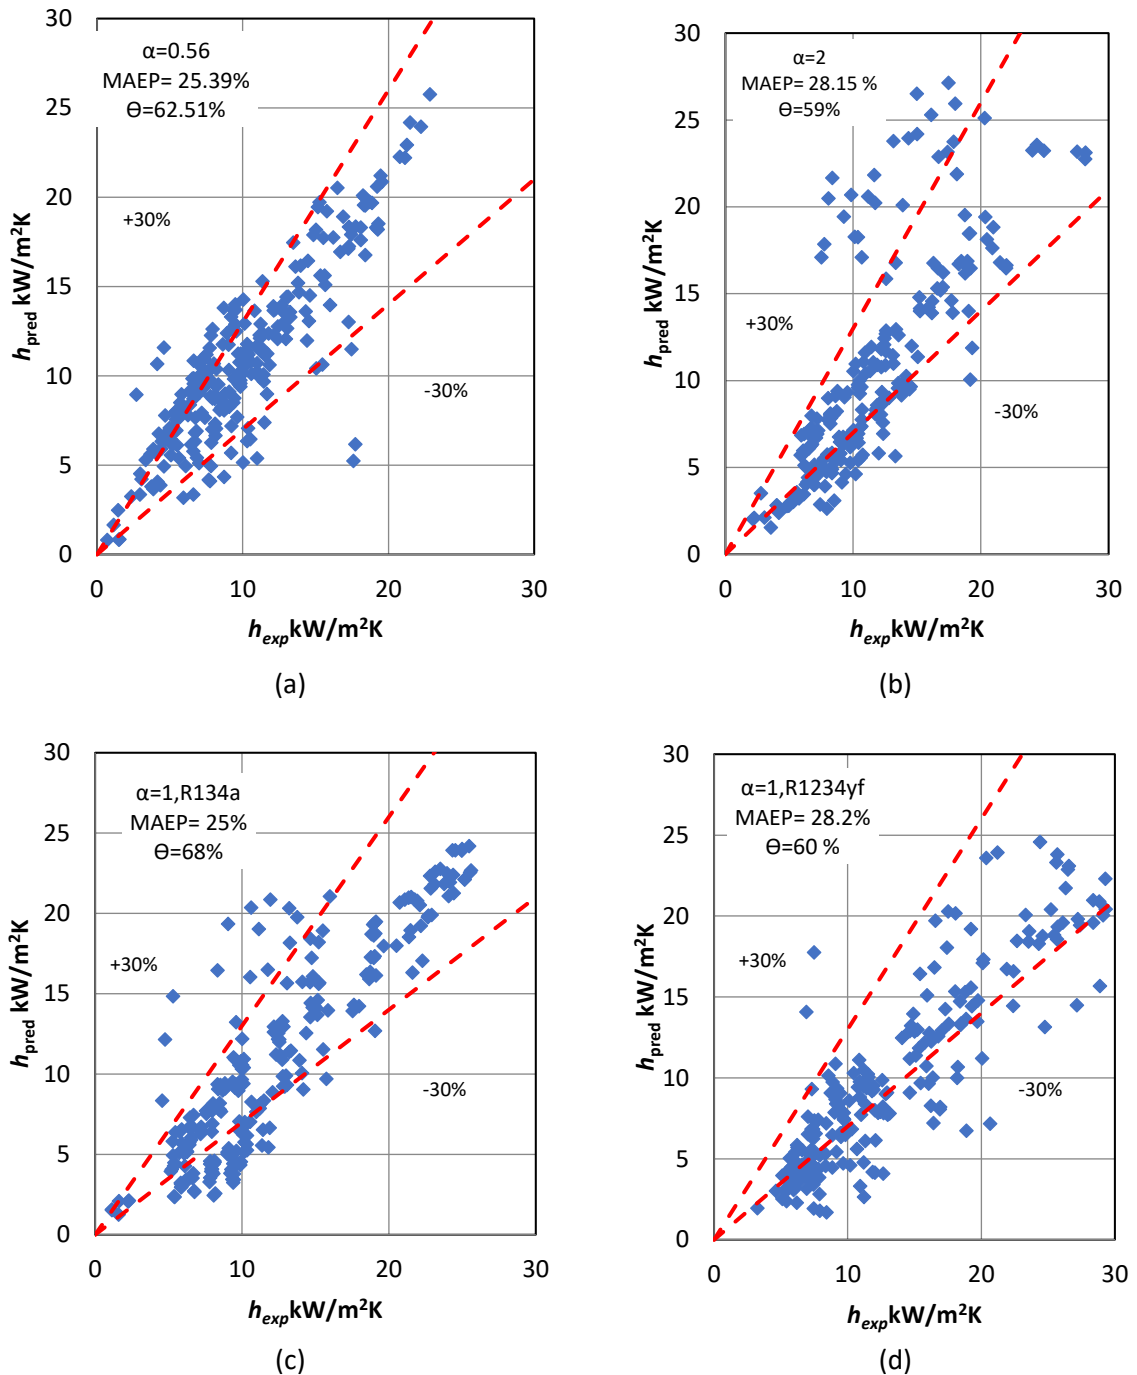 30
25
20
15
10
5
0
0
10
20
30
h_pred kW/m²K
h_exp kW/m²K
α=0.56
MAEP= 25.39%
Ɵ=62.51%
+30%
-30%
(a)
30
25
20
15
10
5
0
0
10
20
30
h_pred kW/m²K
h_exp kW/m²K
α=2
MAEP= 28.15 %
Ɵ=59%
+30%
-30%
(b)
30
25
20
15
10
5
0
0
10
20
30
h_pred kW/m²K
h_exp kW/m²K
α=1,R134a
MAEP= 25%
Ɵ=68%
+30%
-30%
(c)
30
25
20
15
10
5
0
0
10
20
30
h_pred kW/m²K
h_exp kW/m²K
α=1,R1234yf
MAEP= 28.2%
Ɵ=60 %
+30%
-30%
(d)